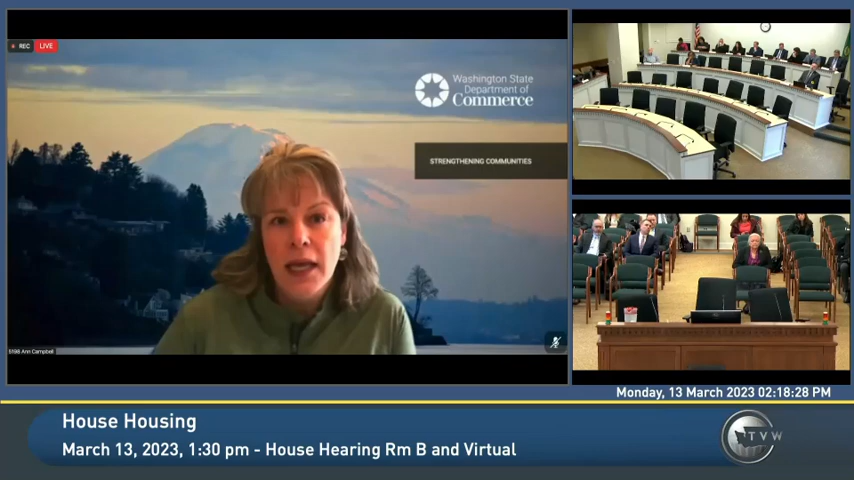 REC
LIVE
Washington State
Department of
Commerce
STRENGTHENING COMMUNITIES
5198 Ann Campbell
Monday, 13 March 2023 02:18:28 PM
House Housing
March 13, 2023, 1:30 pm - House Hearing Rm B and Virtual
TVW